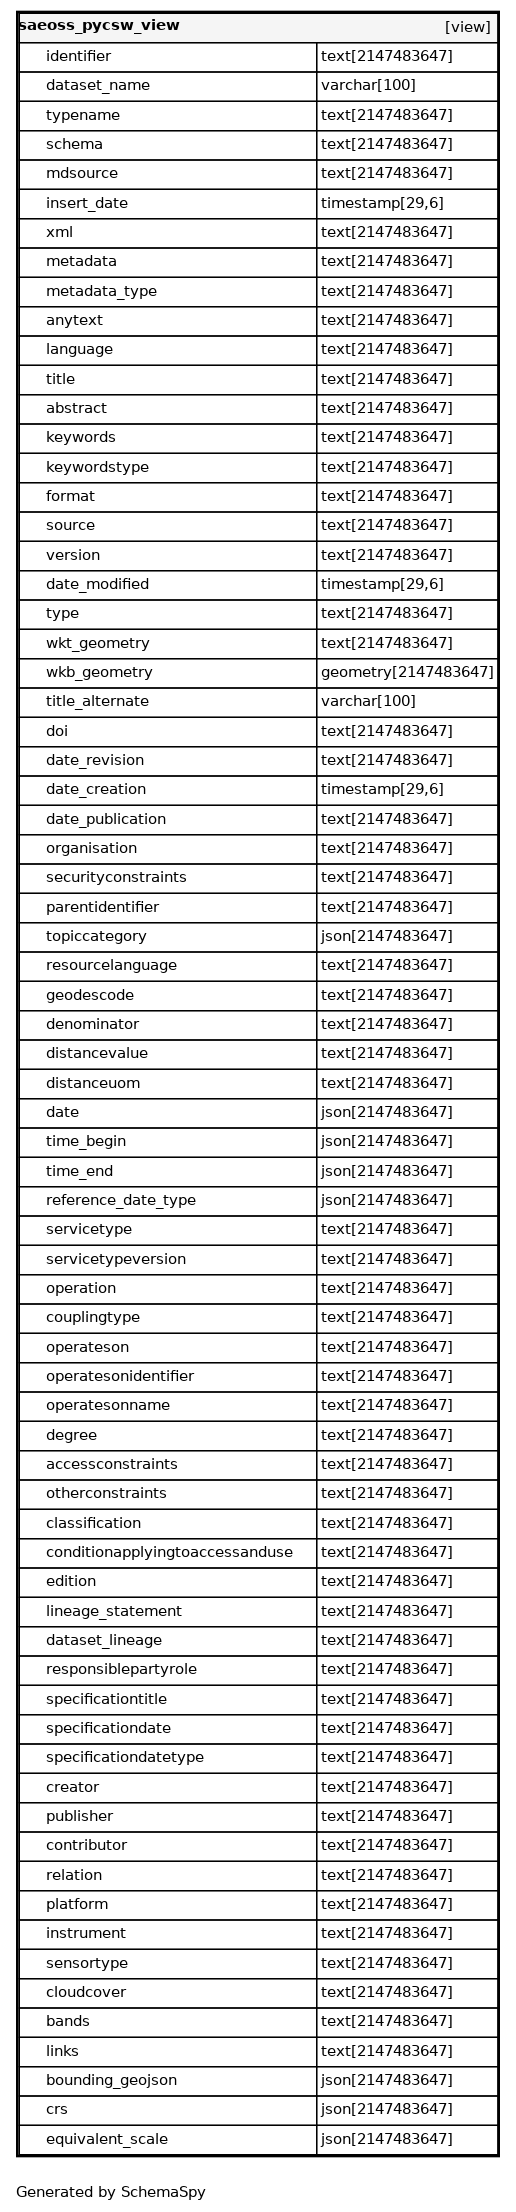 saeoss_pycsw_view [view]
identifier text[2147483647]
dataset_name varchar[100]
typename text[2147483647]
schema text[2147483647]
mdsource text[2147483647]
insert_date timestamp[29,6]
xml text[2147483647]
metadata text[2147483647]
metadata_type text[2147483647]
anytext text[2147483647]
language text[2147483647]
title text[2147483647]
abstract text[2147483647]
keywords text[2147483647]
keywordstype text[2147483647]
format text[2147483647]
source text[2147483647]
version text[2147483647]
date_modified timestamp[29,6]
type text[2147483647]
wkt_geometry text[2147483647]
wkb_geometry geometry[2147483647]
title_alternate varchar[100]
doi text[2147483647]
date_revision text[2147483647]
date_creation timestamp[29,6]
date_publication text[2147483647]
organisation text[2147483647]
securityconstraints text[2147483647]
parentidentifier text[2147483647]
topiccategory json[2147483647]
resourcelanguage text[2147483647]
geodescode text[2147483647]
denominator text[2147483647]
distancevalue text[2147483647]
distanceuom text[2147483647]
date json[2147483647]
time_begin json[2147483647]
time_end json[2147483647]
reference_date_type json[2147483647]
servicetype text[2147483647]
servicetypeversion text[2147483647]
operation text[2147483647]
couplingtype text[2147483647]
operateson text[2147483647]
operatesonidentifier text[2147483647]
operatesonname text[2147483647]
degree text[2147483647]
accessconstraints text[2147483647]
otherconstraints text[2147483647]
classification text[2147483647]
conditionapplyingtoaccessanduse text[2147483647]
edition text[2147483647]
lineage_statement text[2147483647]
dataset_lineage text[2147483647]
responsiblepartyrole text[2147483647]
specificationtitle text[2147483647]
specificationdate text[2147483647]
specificationdatetype text[2147483647]
creator text[2147483647]
publisher text[2147483647]
contributor text[2147483647]
relation text[2147483647]
platform text[2147483647]
instrument text[2147483647]
sensortype text[2147483647]
cloudcover text[2147483647]
bands text[2147483647]
links text[2147483647]
bounding_geojson json[2147483647]
crs json[2147483647]
equivalent_scale json[2147483647]
Generated by SchemaSpy